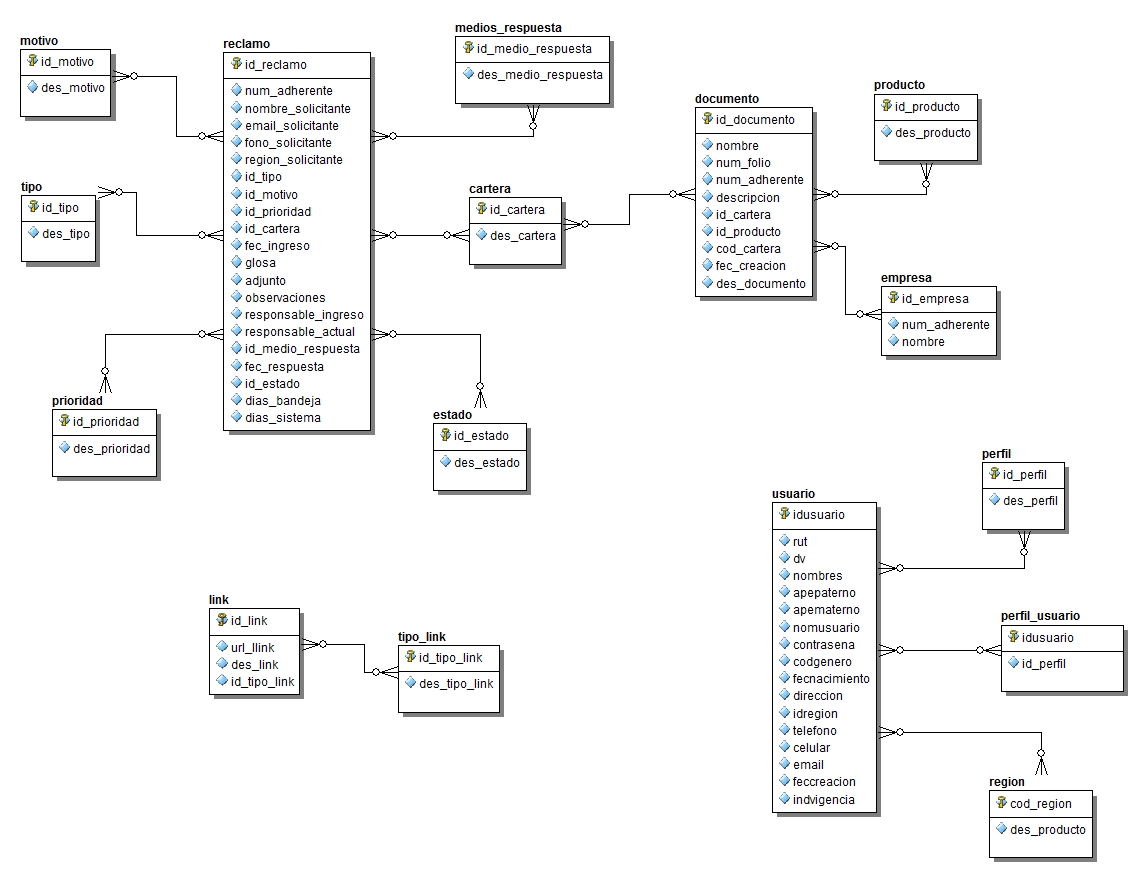 motivo
id_motivo
des_motivo
tipo
id_tipo
des_tipo
prioridad
id_prioridad
des_prioridad
reclamo
id_reclamo
num_adherente
nombre_solicitante
email_solicitante
fono_solicitante
region_solicitante
id_tipo
id_motivo
id_prioridad
id_cartera
fec_ingreso
glosa
adjunto
observaciones
responsable_ingreso
responsable_actual
id_medio_respuesta
fec_respuesta
id_estado
dias_bandeja
dias_sistema
medios_respuesta
id_medio_respuesta
des_medio_respuesta
cartera
id_cartera
des_cartera
estado
id_estado
des_estado
documento
id_documento
nombre
num_folio
num_adherente
descripcion
id_cartera
id_producto
cod_cartera
fec_creacion
des_documento
producto
id_producto
des_producto
empresa
id_empresa
num_adherente
nombre
link
id_link
url_llink
des_link
id_tipo_link
tipo_link
id_tipo_link
des_tipo_link
usuario
idusuario
rut
dv
nombres
apepaterno
apematerno
nomusuario
contrasena
codgenero
fecnacimiento
direccion
idregion
telefono
celular
email
feccreacion
indvigencia
perfil
id_perfil
des_perfil
perfil_usuario
idusuario
id_perfil
region
cod_region
des_producto